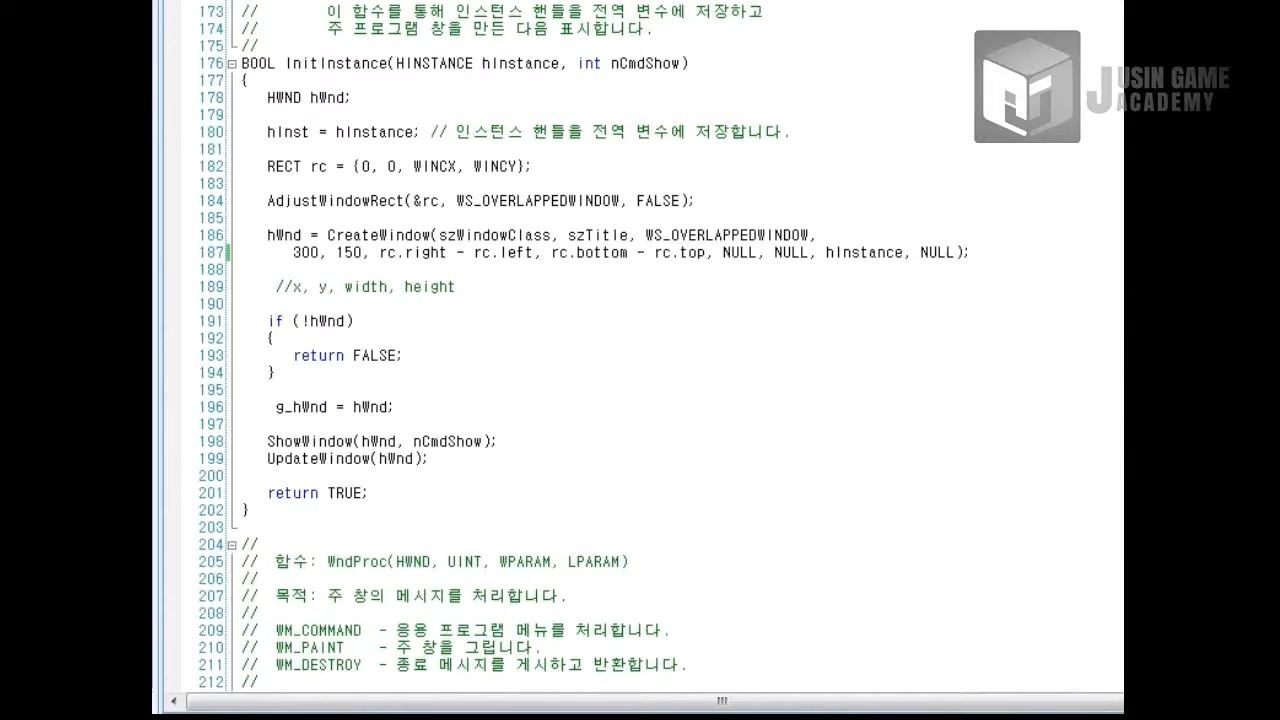 173 //        이 함수를 통해 인스턴스 핸들을 전역 변수에 저장하고
174 //        주 프로그램 창을 만든 다음 표시합니다.
175 //
176 BOOL InitInstance(HINSTANCE hInstance, int nCmdShow)
177 {
178    HWND hWnd;
179
180    hInst = hInstance; // 인스턴스 핸들을 전역 변수에 저장합니다.
181
182    RECT rc = {0, 0, WINCX, WINCY};
183
184    AdjustWindowRect(&rc, WS_OVERLAPPEDWINDOW, FALSE);
185
186    hWnd = CreateWindow(szWindowClass, szTitle, WS_OVERLAPPEDWINDOW,
187       300, 150, rc.right - rc.left, rc.bottom - rc.top, NULL, NULL, hInstance, NULL);
188
189     //x, y, width, height
190
191    if (!hWnd)
192    {
193       return FALSE;
194    }
195
196     g_hWnd = hWnd;
197
198    ShowWindow(hWnd, nCmdShow);
199    UpdateWindow(hWnd);
200
201    return TRUE;
202 }
203
204 //
205 //  함수: WndProc(HWND, UINT, WPARAM, LPARAM)
206 //
207 //  목적: 주 창의 메시지를 처리합니다.
208 //
209 //  WM_COMMAND  - 응용 프로그램 메뉴를 처리합니다.
210 //  WM_PAINT    - 주 창을 그립니다.
211 //  WM_DESTROY  - 종료 메시지를 게시하고 반환합니다.
212 //
JUSIN GAME
ACADEMY